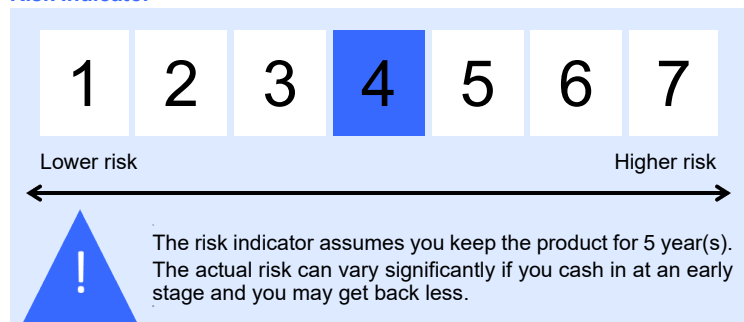 Risk indicator
1 2 3 4 5 6 7
Lower risk Higher risk
!
The risk indicator assumes you keep the product for 5 year(s).
The actual risk can vary significantly if you cash in at an early
stage and you may get back less.